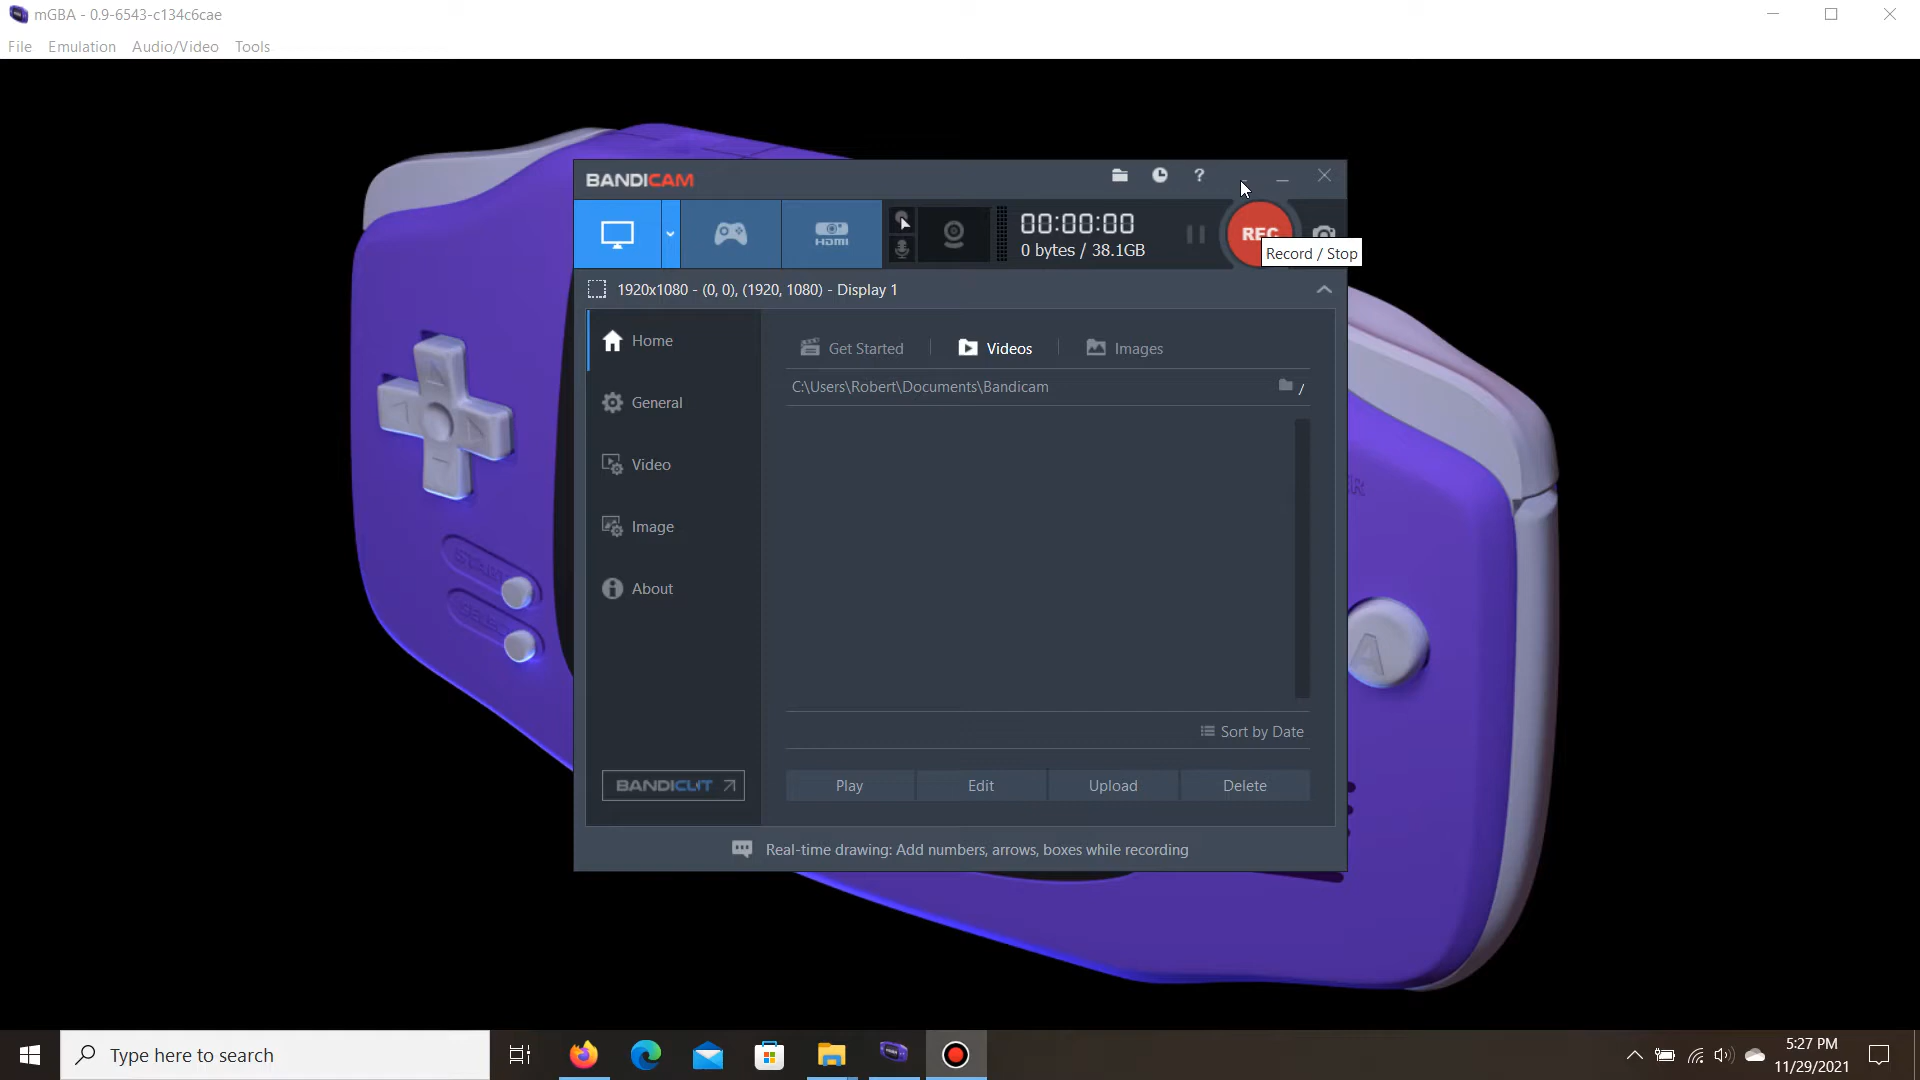 mGBA - 0.9-6543-c134c6cae
File Emulation Audio/Video Tools
BANDICAM ?
HDMI 00:00:00 REC
0 bytes / 38.1GB
Record / Stop
1920x1080 - (0, 0), (1920, 1080) - Display 1
Home
Get Started Videos Images
C:\Users\Robert\Documents\Bandicam /
General
Video
Image
START
About
SELECT
A
Sort by Date
BANDICUT
Play Edit Upload Delete
Real-time drawing: Add numbers, arrows, boxes while recording
Type here to search
5:27 PM
11/29/2021